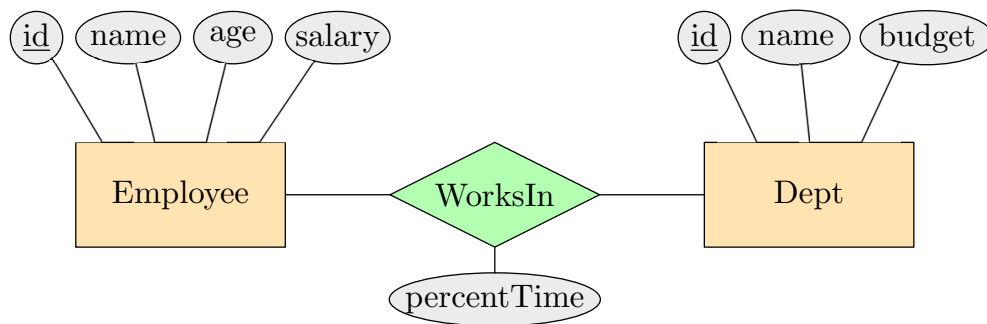 id name age salary id name budget
Employee WorksIn Dept
percentTime